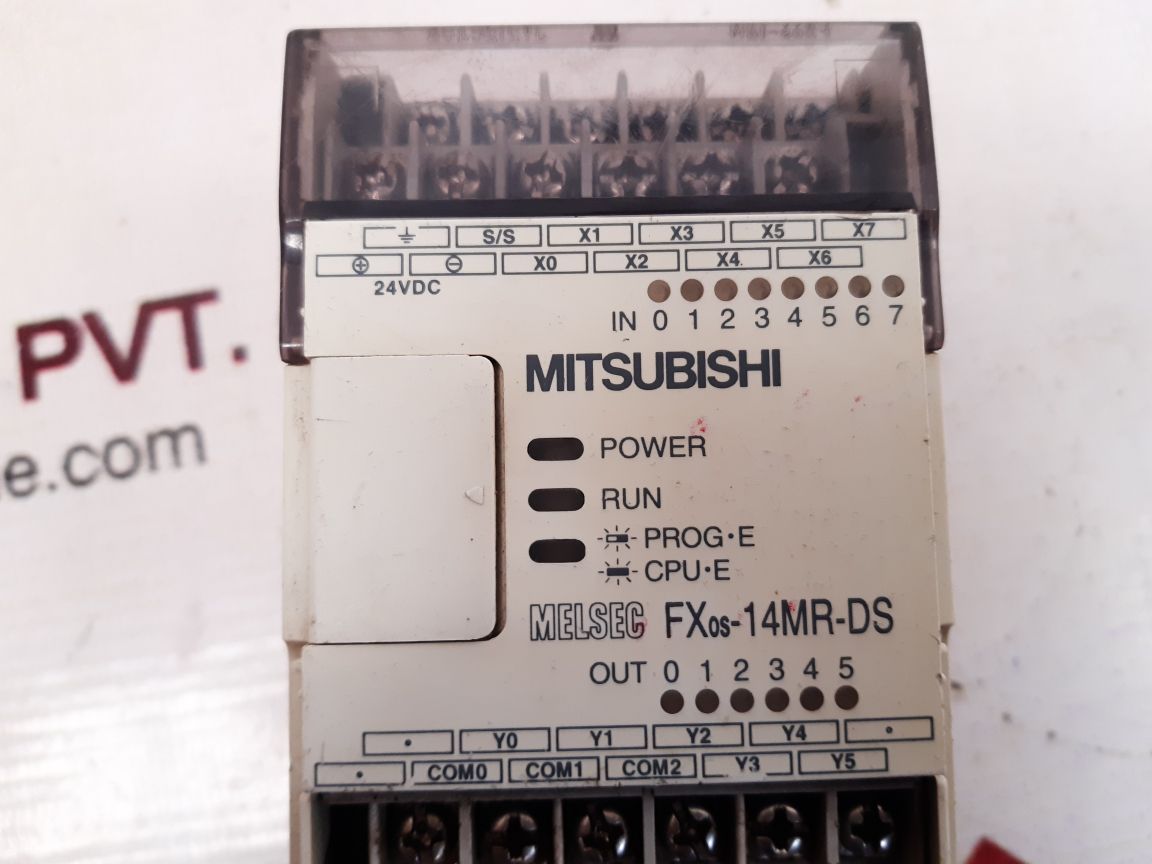 ⏚ S/S X1 X3 X5 X7
⊕ ⊖ X0 X2 X4 X6
24VDC
IN 0 1 2 3 4 5 6 7
PVT.
e.com
MITSUBISHI
POWER
RUN
PROG•E
CPU•E
MELSEC FX0S-14MR-DS
OUT 0 1 2 3 4 5
• Y0 Y1 Y2 Y4 •
• COM0 COM1 COM2 Y3 Y5